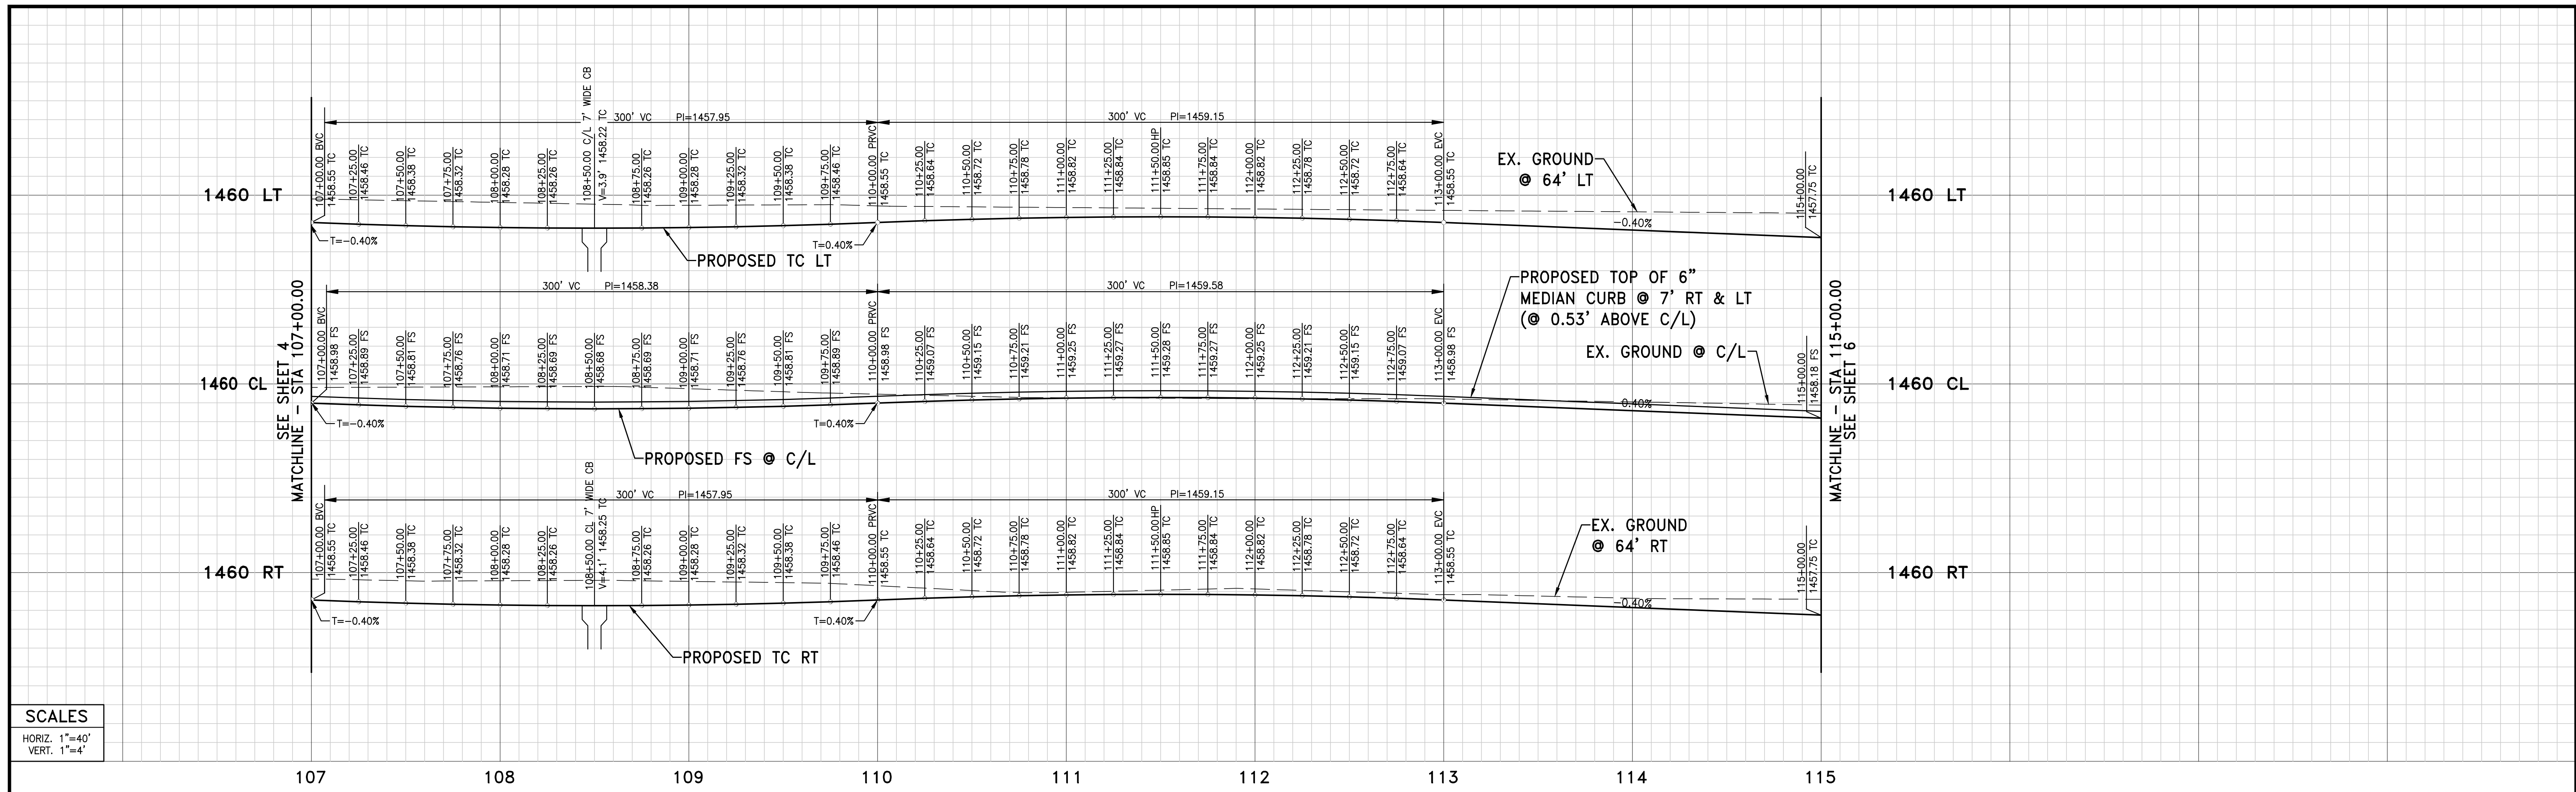 300' VC PI=1457.95
300' VC PI=1459.15
107+00.00 BVC
1458.55 TC
107+25.00
1458.46 TC
107+50.00
1458.38 TC
107+75.00
1458.32 TC
108+00.00
1458.28 TC
108+25.00
1458.26 TC
108+50.00 C/L 7' WIDE CB
V=3.9' 1458.22 TC
108+75.00
1458.26 TC
109+00.00
1458.28 TC
109+25.00
1458.32 TC
109+50.00
1458.38 TC
109+75.00
1458.46 TC
110+00.00 PRVC
1458.55 TC
110+25.00
1458.64 TC
110+50.00
1458.72 TC
110+75.00
1458.78 TC
111+00.00
1458.82 TC
111+25.00
1458.84 TC
111+50.00HP
1458.85 TC
111+75.00
1458.84 TC
112+00.00
1458.82 TC
112+25.00
1458.78 TC
112+50.00
1458.72 TC
112+75.00
1458.64 TC
113+00.00 EVC
1458.55 TC
EX. GROUND
@ 64' LT
115+00.00
1457.75 TC
1460 LT
1460 LT
T=-0.40%
T=0.40%
-0.40%
PROPOSED TC LT
300' VC PI=1458.38
300' VC PI=1459.58
PROPOSED TOP OF 6"
MEDIAN CURB @ 7' RT & LT
(@ 0.53' ABOVE C/L)
EX. GROUND @ C/L
SEE SHEET 4
MATCHLINE - STA 107+00.00
107+00.00 BVC
1458.98 FS
107+25.00
1458.89 FS
107+50.00
1458.81 FS
107+75.00
1458.76 FS
108+00.00
1458.71 FS
108+25.00
1458.69 FS
108+50.00
1458.68 FS
108+75.00
1458.69 FS
109+00.00
1458.71 FS
109+25.00
1458.76 FS
109+50.00
1458.81 FS
109+75.00
1458.89 FS
110+00.00 PRVC
1458.98 FS
110+25.00
1459.07 FS
110+50.00
1459.15 FS
110+75.00
1459.21 FS
111+00.00
1459.25 FS
111+25.00
1459.27 FS
111+50.00
1459.28 FS
111+75.00
1459.27 FS
112+00.00
1459.25 FS
112+25.00
1459.21 FS
112+50.00
1459.15 FS
112+75.00
1459.07 FS
113+00.00 EVC
1458.98 FS
115+00.00
1458.18 FS
MATCHLINE - STA 115+00.00
SEE SHEET 6
1460 CL
1460 CL
T=-0.40%
T=0.40%
-0.40%
PROPOSED FS @ C/L
300' VC PI=1457.95
300' VC PI=1459.15
107+00.00 BVC
1458.55 TC
107+25.00
1458.46 TC
107+50.00
1458.38 TC
107+75.00
1458.32 TC
108+00.00
1458.28 TC
108+25.00
1458.26 TC
108+50.00 CL 7' WIDE CB
V=4.1' 1458.25 TC
108+75.00
1458.26 TC
109+00.00
1458.28 TC
109+25.00
1458.32 TC
109+50.00
1458.38 TC
109+75.00
1458.46 TC
110+00.00 PRVC
1458.55 TC
110+25.00
1458.64 TC
110+50.00
1458.72 TC
110+75.00
1458.78 TC
111+00.00
1458.82 TC
111+25.00
1458.84 TC
111+50.00HP
1458.85 TC
111+75.00
1458.84 TC
112+00.00
1458.82 TC
112+25.00
1458.78 TC
112+50.00
1458.72 TC
112+75.00
1458.64 TC
113+00.00 EVC
1458.55 TC
EX. GROUND
@ 64' RT
115+00.00
1457.75 TC
1460 RT
1460 RT
T=-0.40%
T=0.40%
-0.40%
PROPOSED TC RT
SCALES
HORIZ. 1"=40'
VERT. 1"=4'
107 108 109 110 111 112 113 114 115